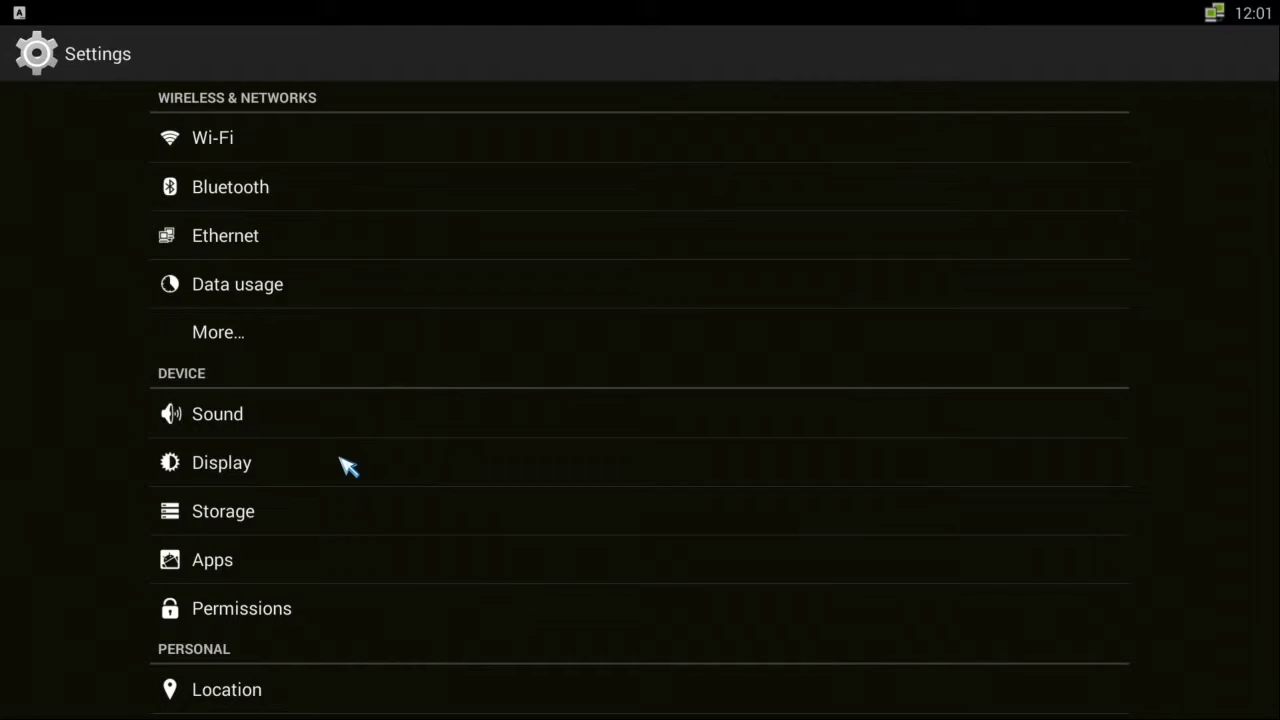 A
12:01
Settings
WIRELESS & NETWORKS
Wi-Fi
Bluetooth
Ethernet
Data usage
More...
DEVICE
Sound
Display
Storage
Apps
Permissions
PERSONAL
Location